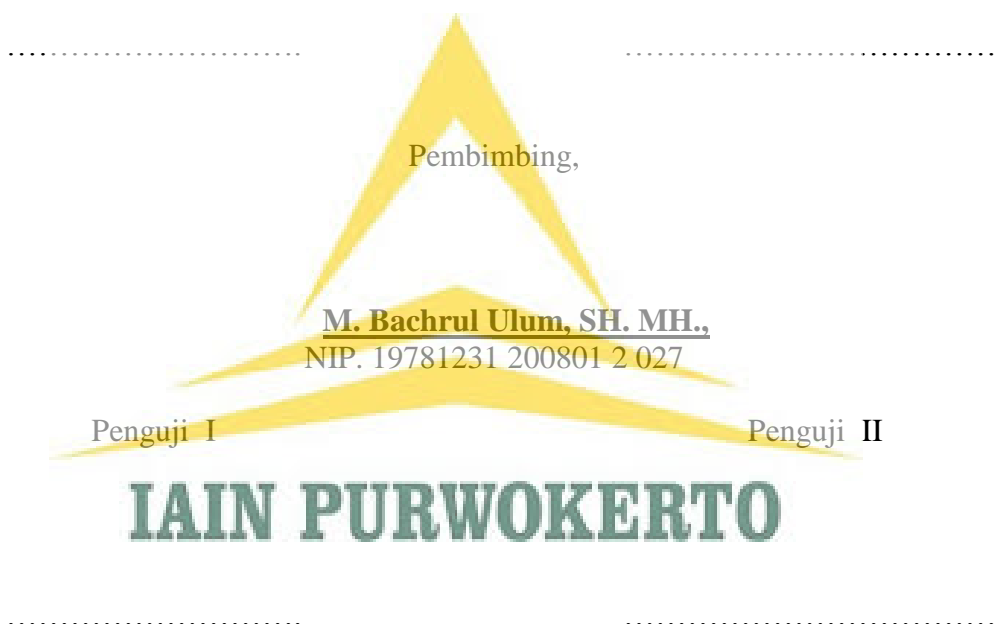 ………………………. ………………………………
Pembimbing,
M. Bachrul Ulum, SH. MH.,
NIP. 19781231 200801 2 027
Penguji I Penguji II
IAIN PURWOKERTO
………………………. ………………………………